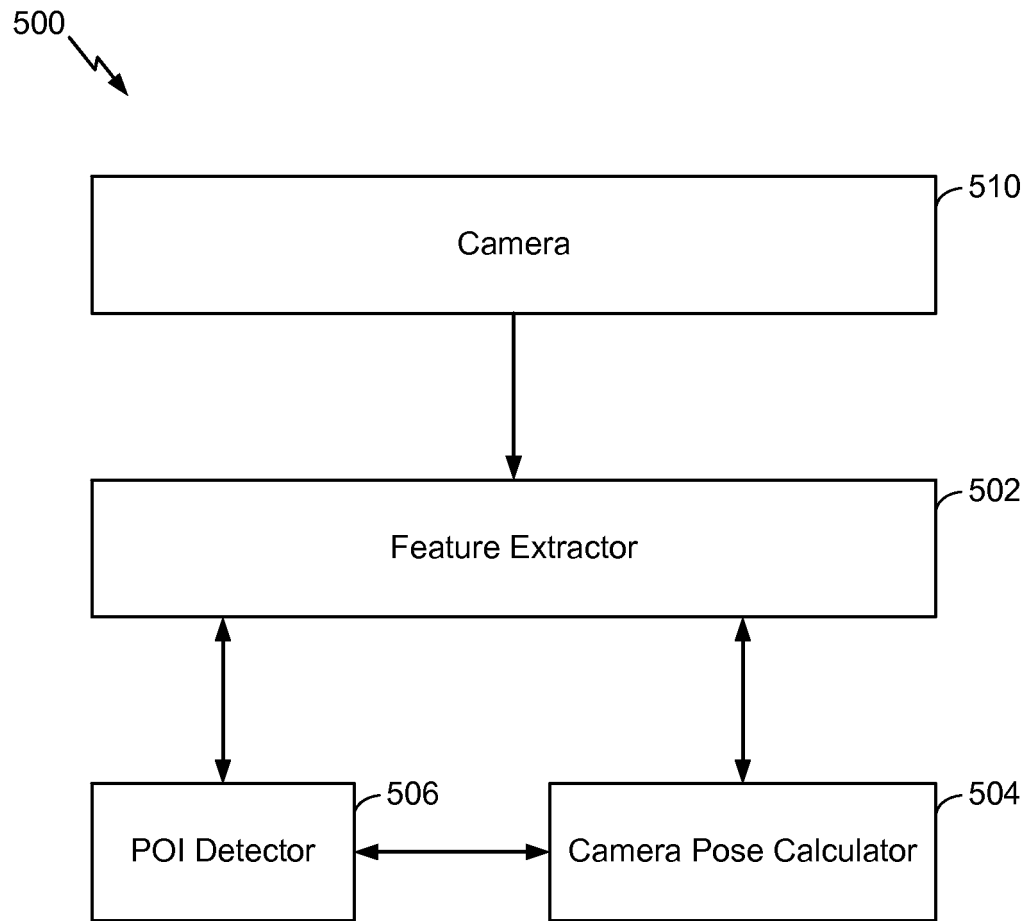 500
510
Camera
502
Feature Extractor
506
504
POI Detector
Camera Pose Calculator